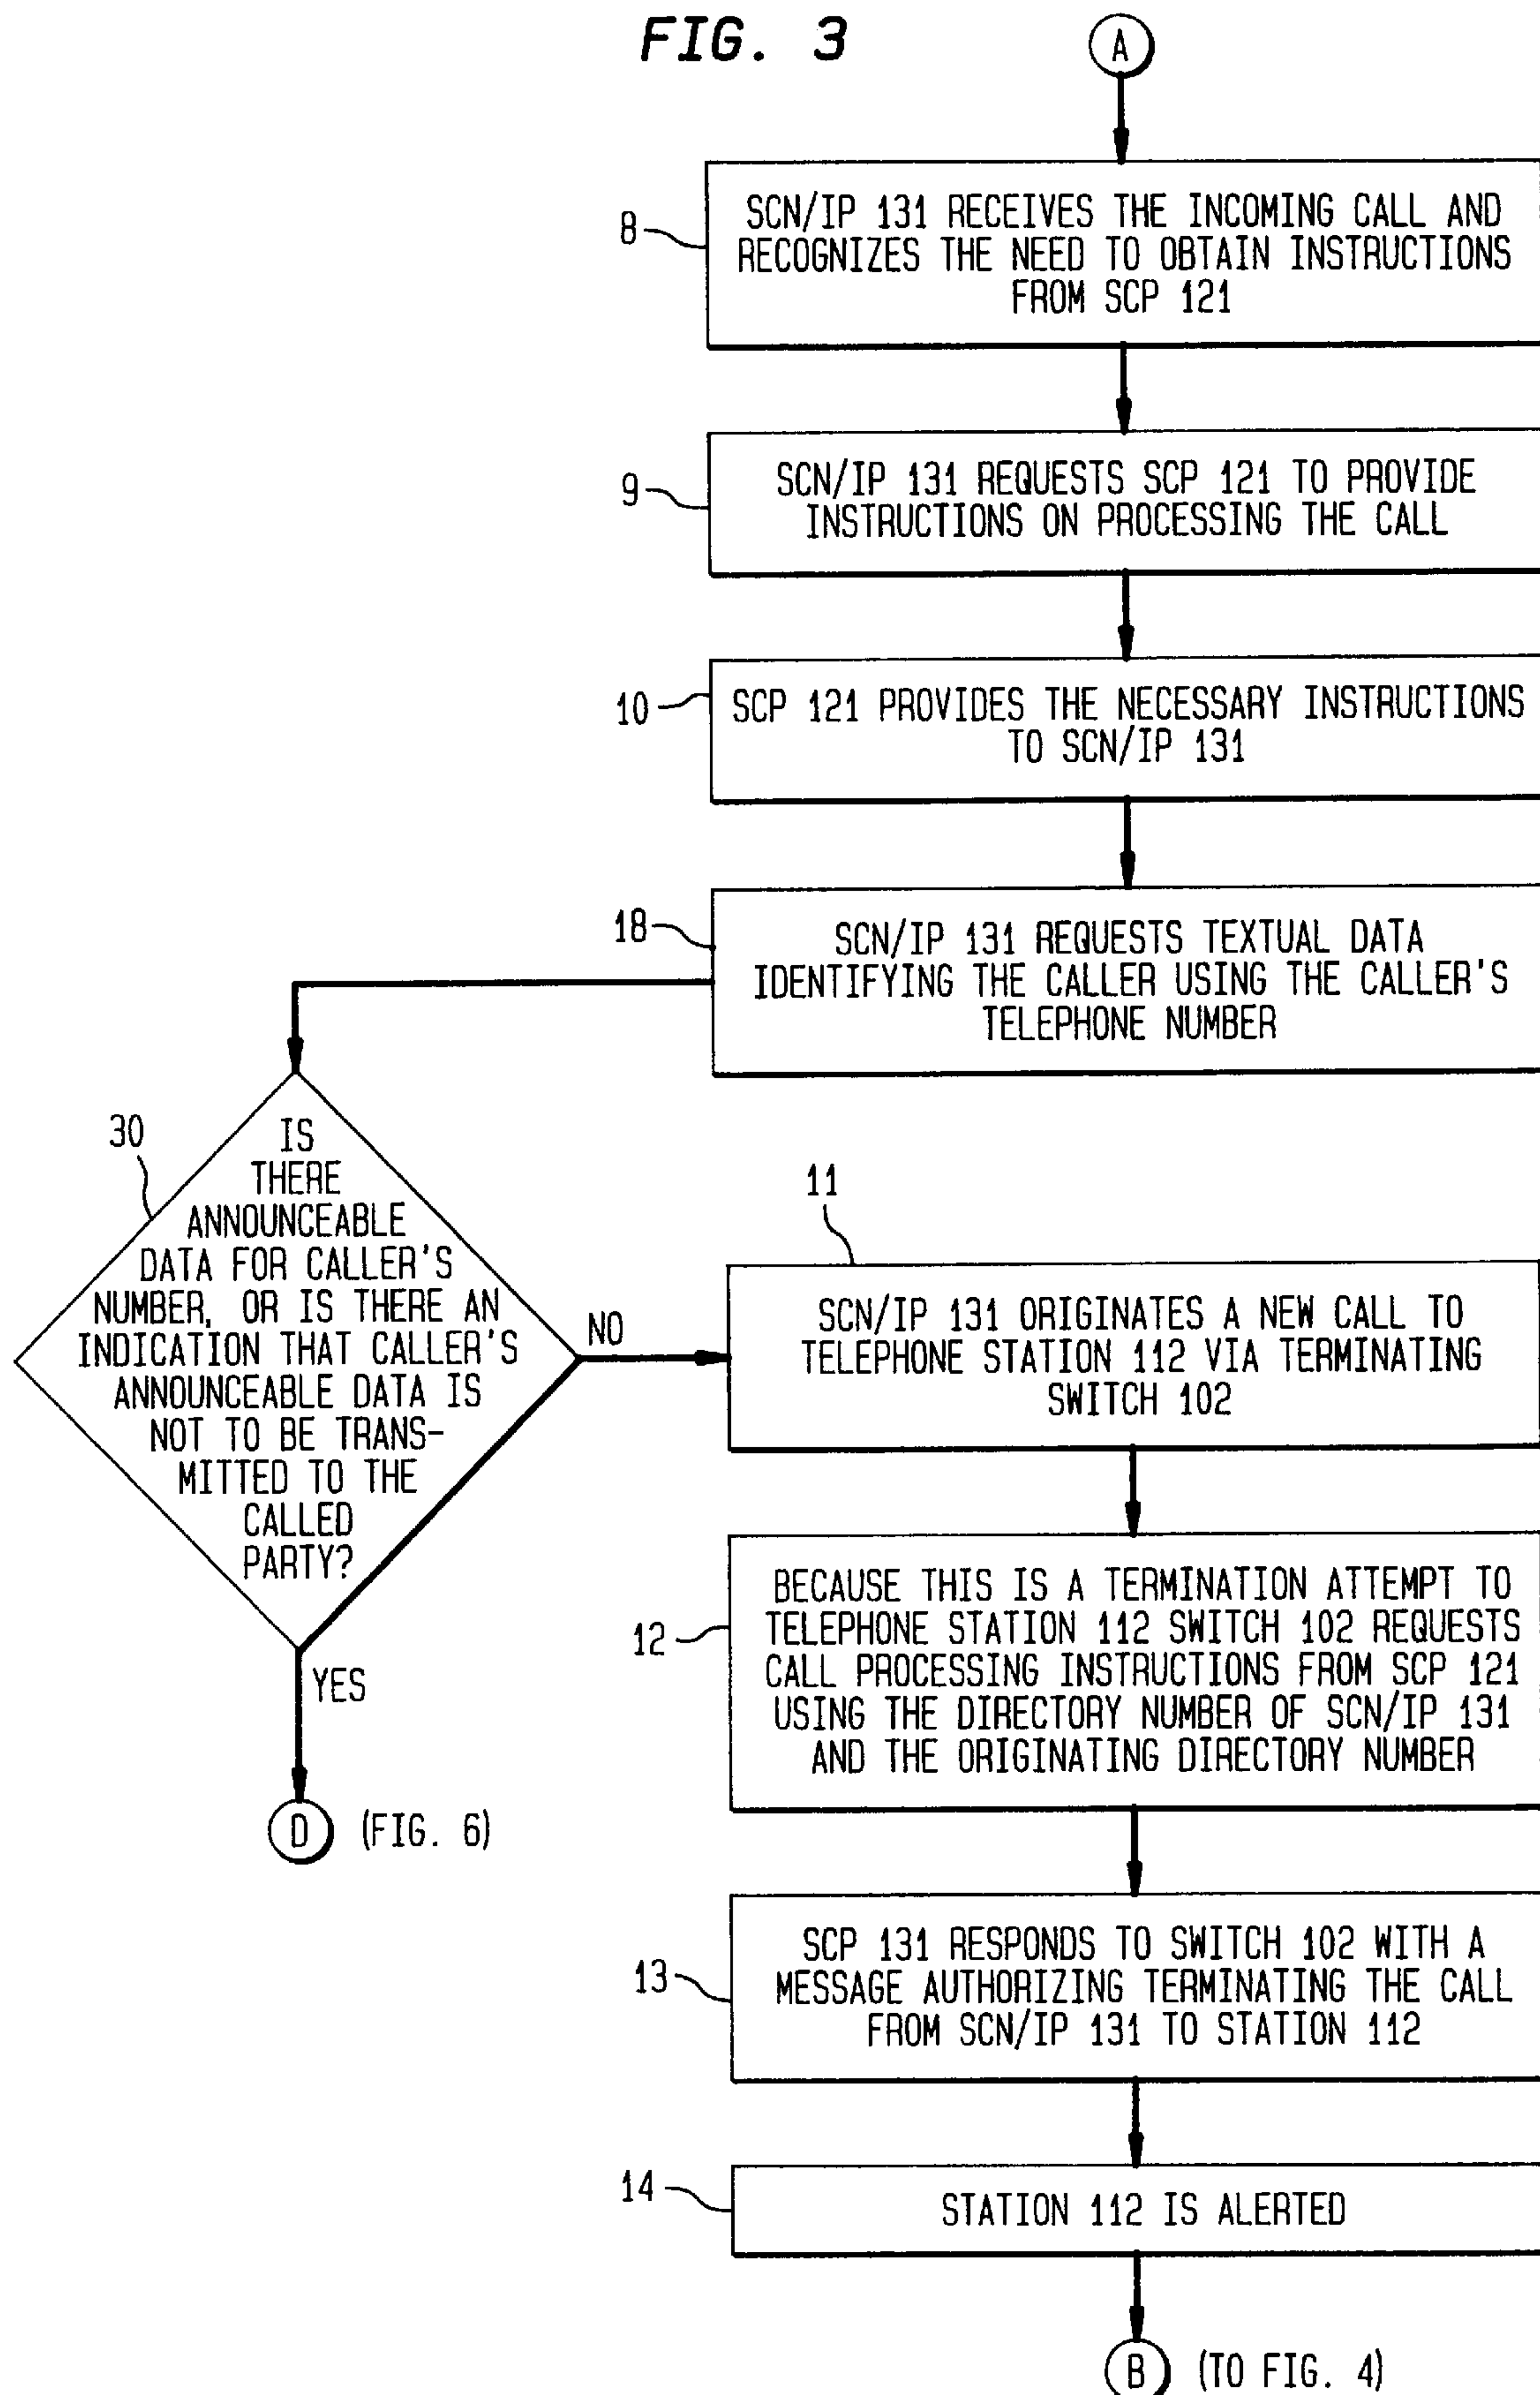 FIG. 3
A
8
SCN/IP 131 RECEIVES THE INCOMING CALL AND
RECOGNIZES THE NEED TO OBTAIN INSTRUCTIONS
FROM SCP 121
9
SCN/IP 131 REQUESTS SCP 121 TO PROVIDE
INSTRUCTIONS ON PROCESSING THE CALL
10
SCP 121 PROVIDES THE NECESSARY INSTRUCTIONS
TO SCN/IP 131
18
SCN/IP 131 REQUESTS TEXTUAL DATA
IDENTIFYING THE CALLER USING THE CALLER'S
TELEPHONE NUMBER
30
IS
THERE
ANNOUNCEABLE
DATA FOR CALLER'S
NUMBER, OR IS THERE AN
INDICATION THAT CALLER'S
ANNOUNCEABLE DATA IS
NOT TO BE TRANS-
MITTED TO THE
CALLED
PARTY?
NO
YES
D (FIG. 6)
11
SCN/IP 131 ORIGINATES A NEW CALL TO
TELEPHONE STATION 112 VIA TERMINATING
SWITCH 102
12
BECAUSE THIS IS A TERMINATION ATTEMPT TO
TELEPHONE STATION 112 SWITCH 102 REQUESTS
CALL PROCESSING INSTRUCTIONS FROM SCP 121
USING THE DIRECTORY NUMBER OF SCN/IP 131
AND THE ORIGINATING DIRECTORY NUMBER
13
SCP 131 RESPONDS TO SWITCH 102 WITH A
MESSAGE AUTHORIZING TERMINATING THE CALL
FROM SCN/IP 131 TO STATION 112
14
STATION 112 IS ALERTED
B (TO FIG. 4)